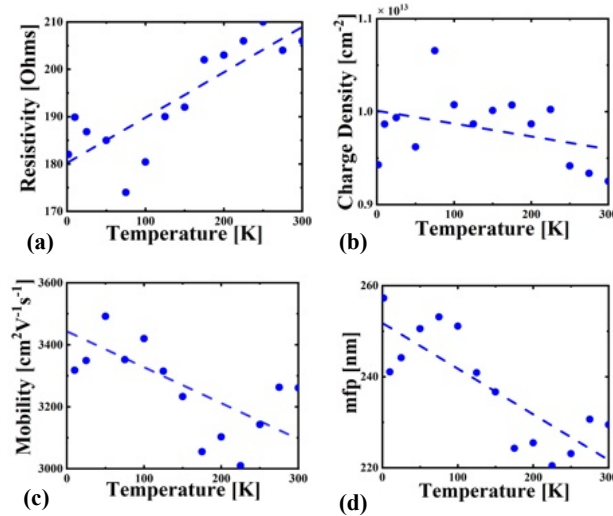 210
200
190
180
170
0
100
200
300
Resistivity [Ohms]
Temperature [K]
(a)
x 10¹³
1.1
1.0
0.9
0
100
200
300
Charge Density [cm⁻²]
Temperature [K]
(b)
3600
3400
3200
3000
0
100
200
300
Mobility [cm²V⁻¹s⁻¹]
Temperature [K]
(c)
260
240
220
0
100
200
300
mfp [nm]
Temperature [K]
(d)